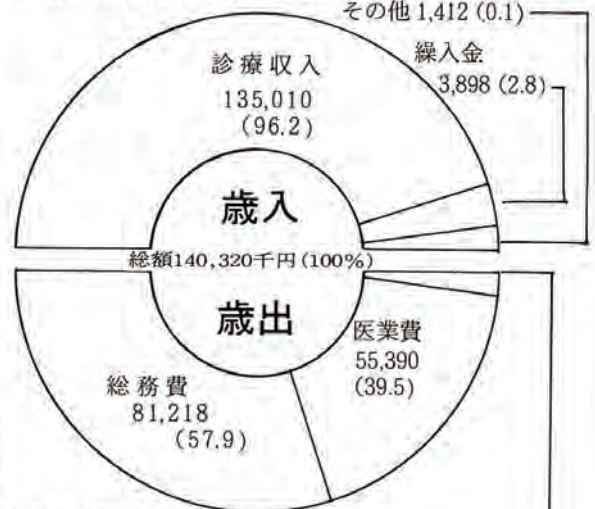 その他 1,412 (0.1)
繰入金
3,898 (2.8)
診療収入
135,010
(96.2)
歳入
総額140,320千円(100%)
歳出
医業費
55,390
(39.5)
総務費
81,218
(57.9)